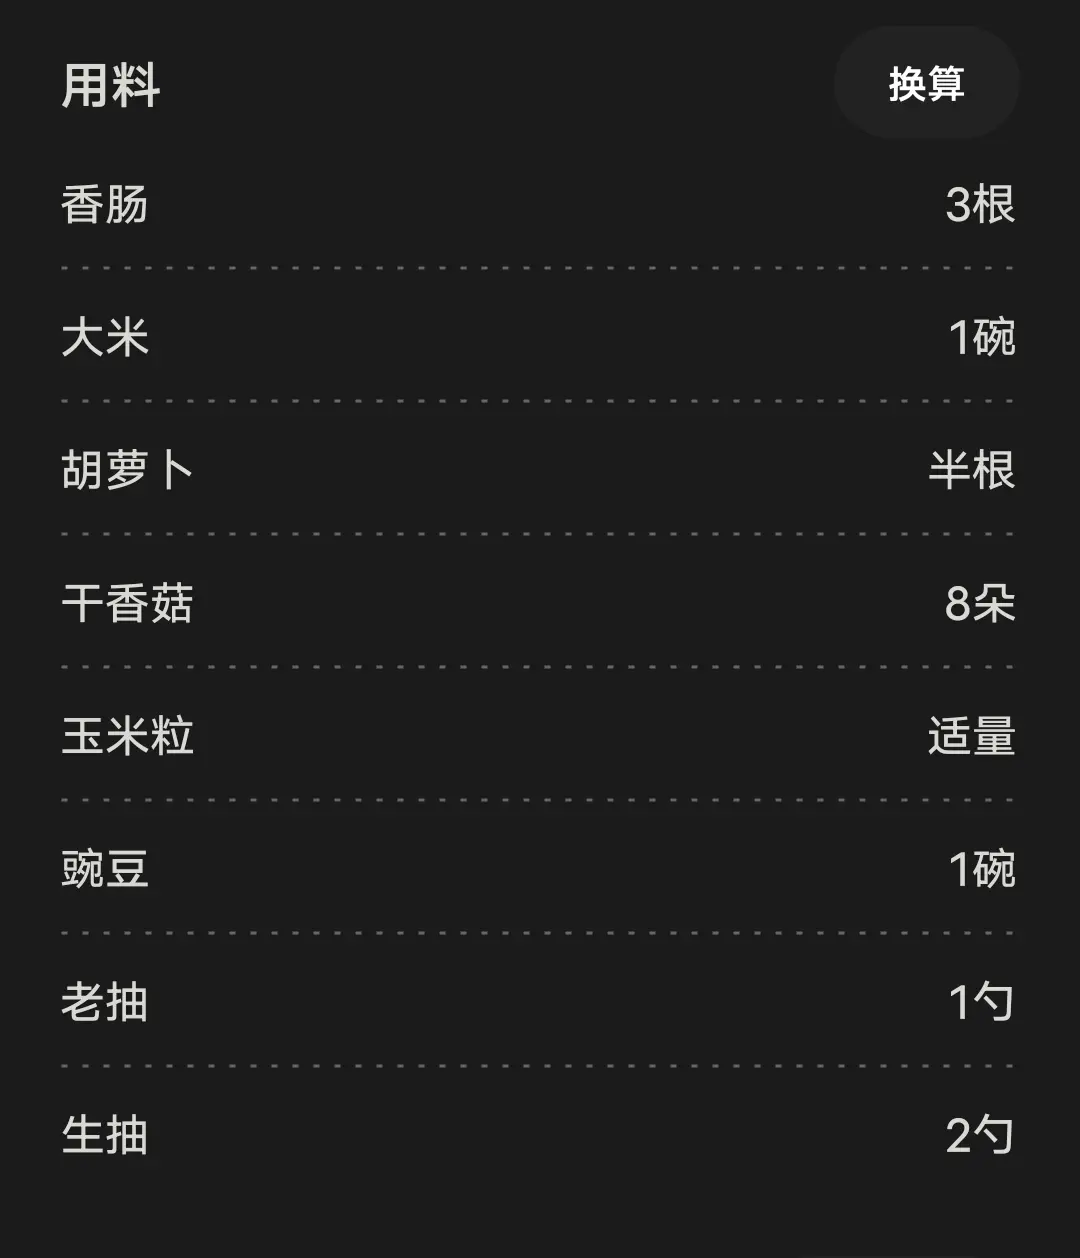 用料 换算
香肠 3根
大米 1碗
胡萝卜 半根
干香菇 8朵
玉米粒 适量
豌豆 1碗
老抽 1勺
生抽 2勺